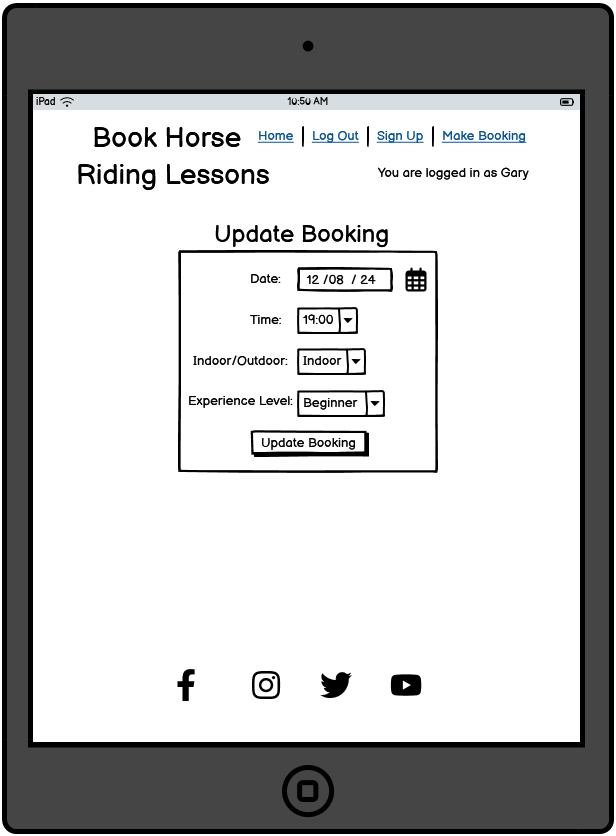 iPad 10:50 AM
Book Horse Home Log Out Sign Up Make Booking
Riding Lessons You are logged in as Gary
Update Booking
Date: 12 /08 / 24
Time: 19:00
Indoor/Outdoor: Indoor
Experience Level: Beginner
Update Booking